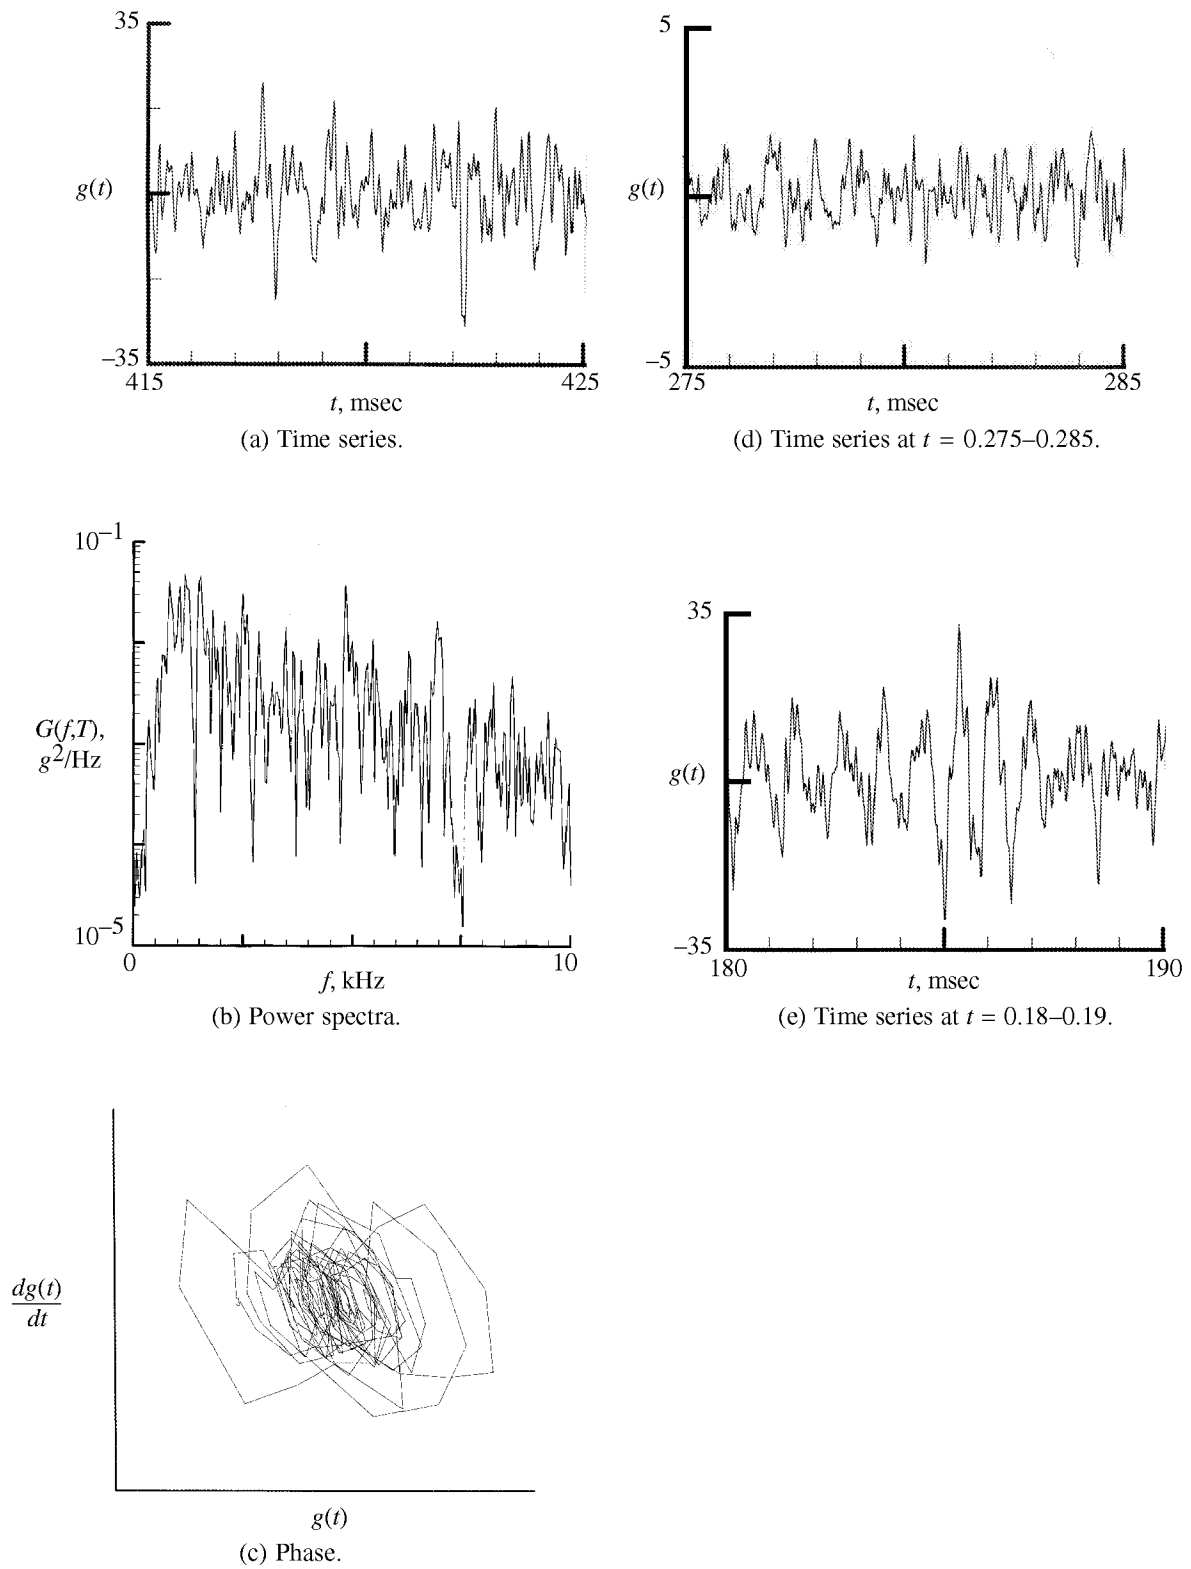 35
g(t)
–35
415
425
t, msec
(a) Time series.
5
g(t)
–5
275
285
t, msec
(d) Time series at t = 0.275–0.285.
10–1
G(f,T),
g2/Hz
10–5
0
10
f, kHz
(b) Power spectra.
35
g(t)
–35
180
190
t, msec
(e) Time series at t = 0.18–0.19.
dg(t)
dt
g(t)
(c) Phase.